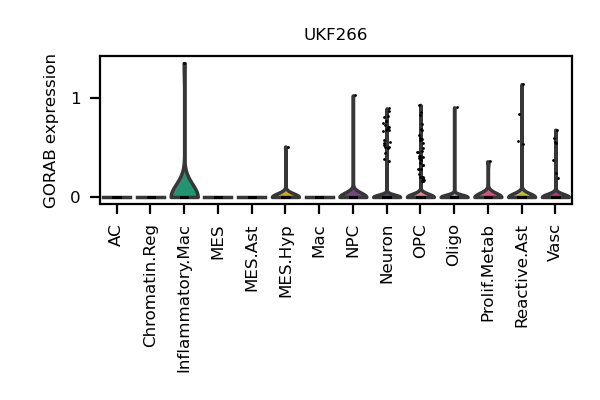 UKF266
GORAB expression
1
0
AC
Chromatin.Reg
Inflammatory.Mac
MES
MES.Ast
MES.Hyp
Mac
NPC
Neuron
OPC
Oligo
Prolif.Metab
Reactive.Ast
Vasc